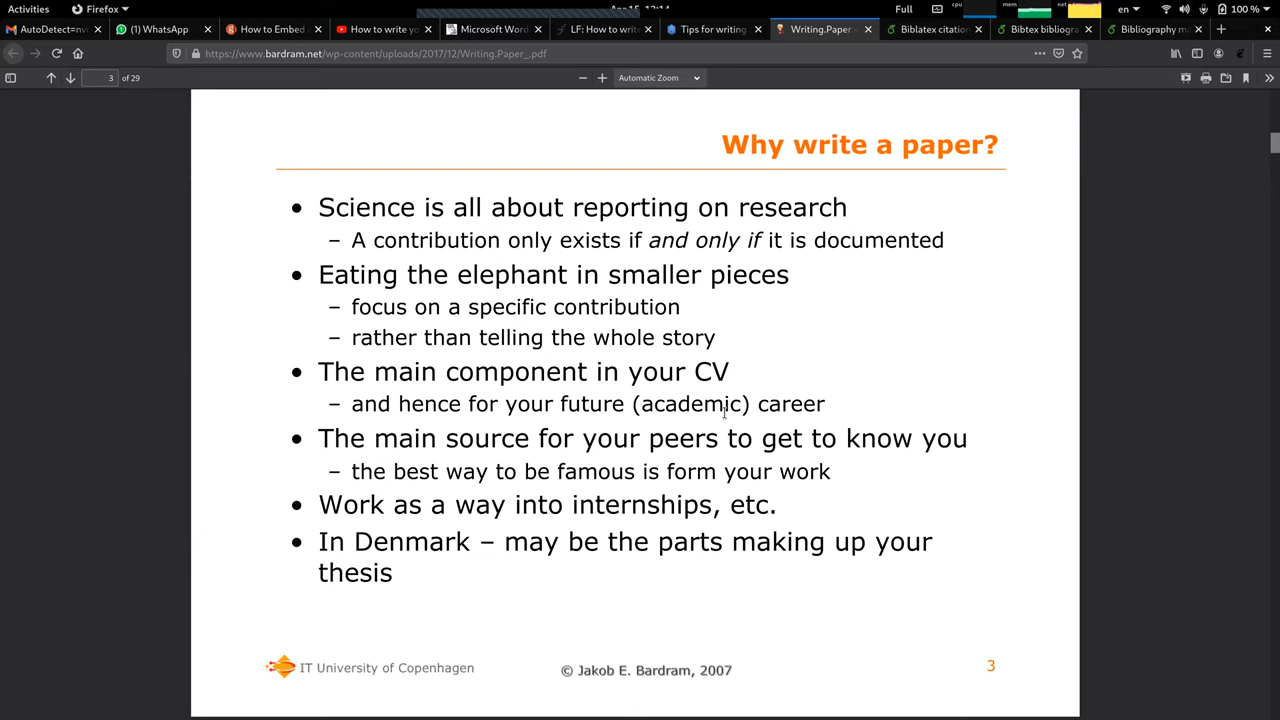 Activities
Firefox
Full
cpu
mem
en
100 %
AutoDetect=nv
(1) WhatsApp
How to Embed
How to write yo
Microsoft Word
LF: How to write
Tips for writing
Writing.Paper
Biblatex citation
Bibtex bibliogra
Bibliography ma
https://www.bardram.net/wp-content/uploads/2017/12/Writing.Paper_.pdf
3 of 29
Automatic Zoom
Why write a paper?
• Science is all about reporting on research
– A contribution only exists if and only if it is documented
• Eating the elephant in smaller pieces
– focus on a specific contribution
– rather than telling the whole story
• The main component in your CV
– and hence for your future (academic) career
• The main source for your peers to get to know you
– the best way to be famous is form your work
• Work as a way into internships, etc.
• In Denmark – may be the parts making up your
thesis
IT University of Copenhagen
© Jakob E. Bardram, 2007
3